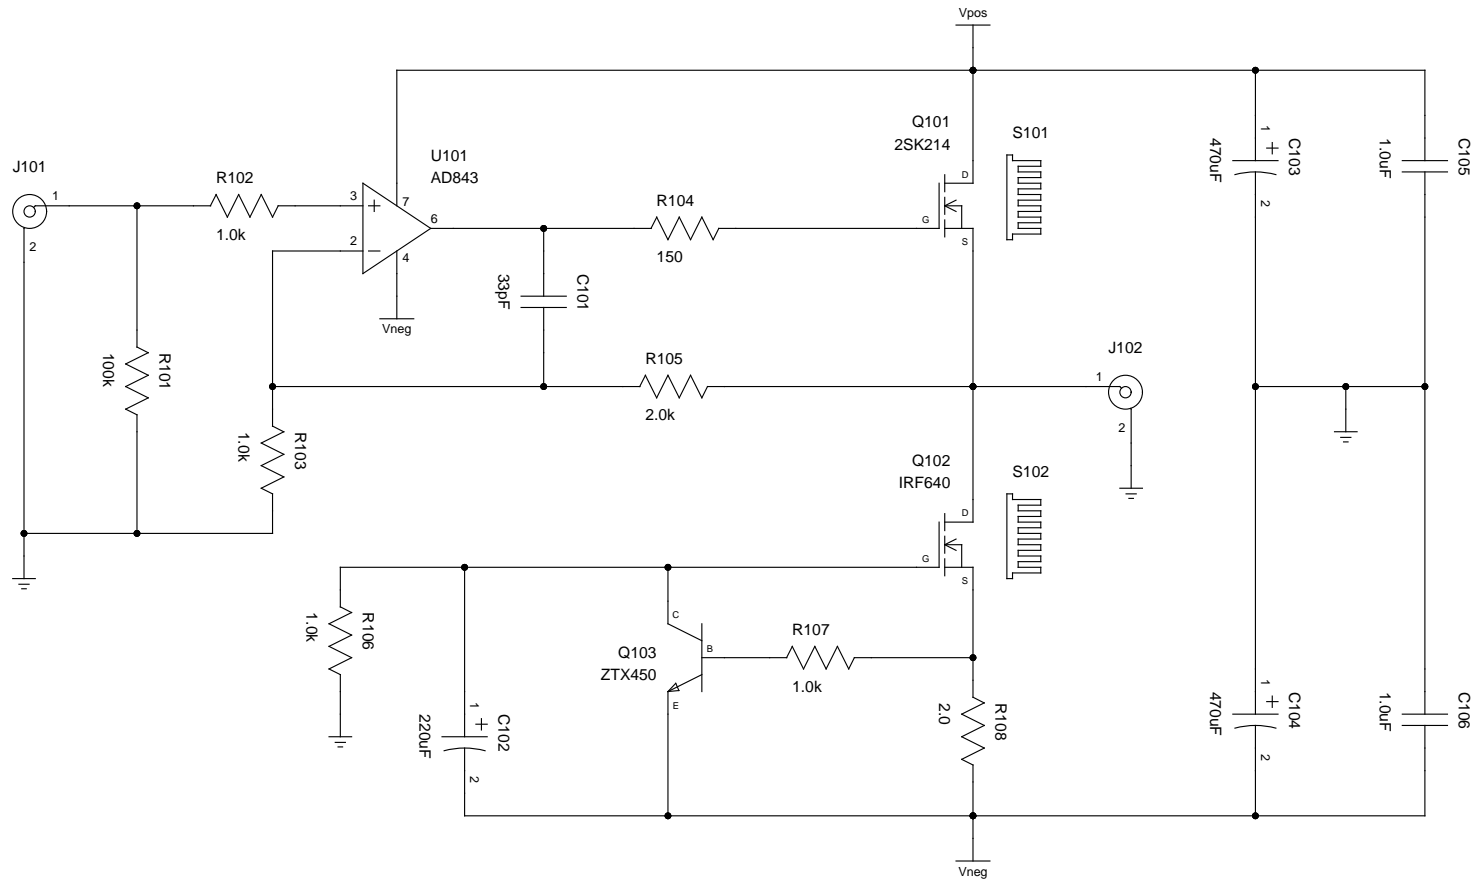 Vpos
Q101
2SK214
S101
D
G
S
J101
1
2
R102
1.0k
U101
AD843
3
+
2
−
7
4
6
Vneg
R104
150
C101
33pF
R101
100k
R103
1.0k
R105
2.0k
J102
1
2
C103
470uF
1
+
2
C105
1.0uF
Q102
IRF640
S102
D
G
S
R106
1.0k
C102
220uF
1
+
2
Q103
ZTX450
C
B
E
R107
1.0k
R108
2.0
C104
470uF
1
+
2
C106
1.0uF
Vneg